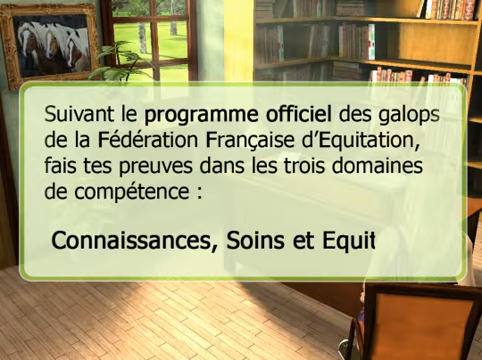 Suivant le programme officiel des galops
de la Fédération Française d'Equitation,
fais tes preuves dans les trois domaines
de compétence :
Connaissances, Soins et Equit